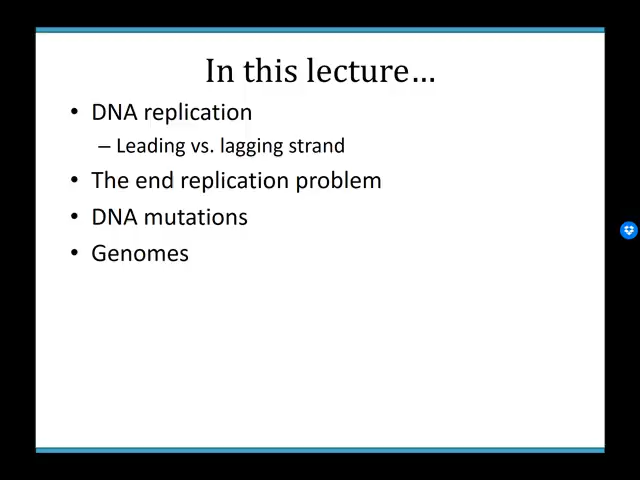 In this lecture…
• DNA replication
– Leading vs. lagging strand
• The end replication problem
• DNA mutations
• Genomes